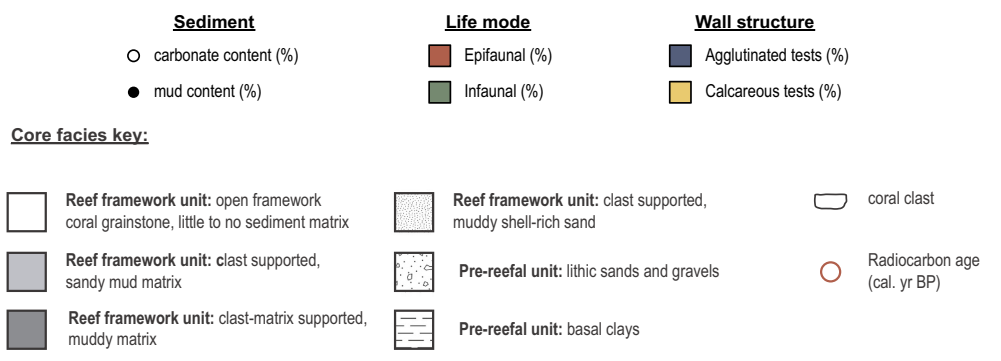 Sediment
carbonate content (%)
mud content (%)
Life mode
Epifaunal (%)
Infaunal (%)
Wall structure
Agglutinated tests (%)
Calcareous tests (%)
Core facies key:
Reef framework unit: open framework
coral grainstone, little to no sediment matrix
Reef framework unit: clast supported,
sandy mud matrix
Reef framework unit: clast-matrix supported,
muddy matrix
Reef framework unit: clast supported,
muddy shell-rich sand
Pre-reefal unit: lithic sands and gravels
Pre-reefal unit: basal clays
coral clast
Radiocarbon age
(cal. yr BP)